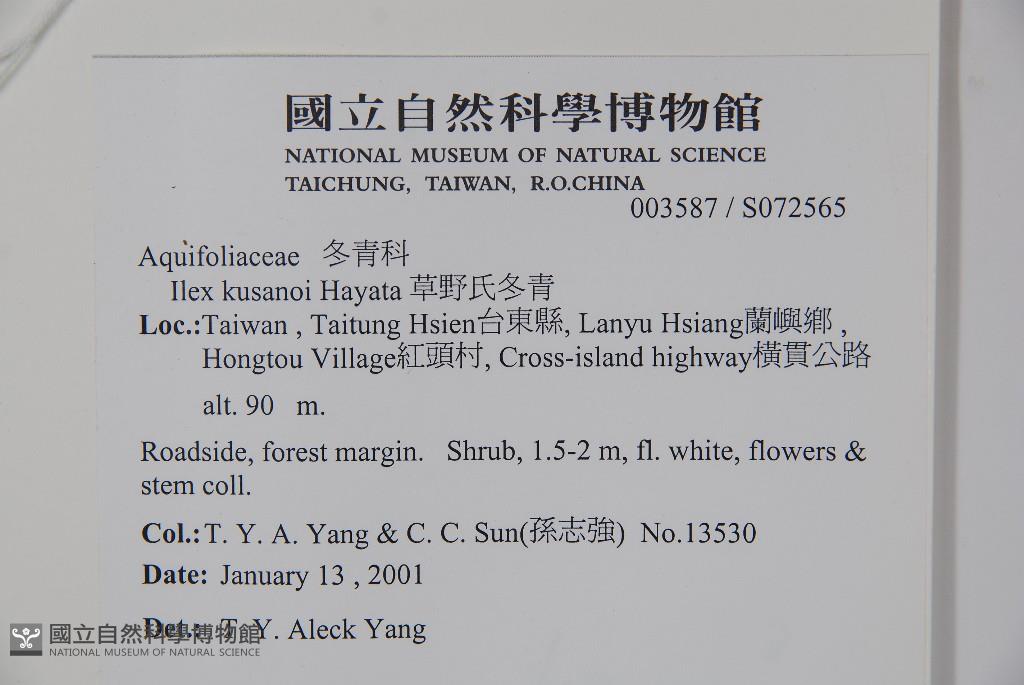 國立自然科學博物館
NATIONAL MUSEUM OF NATURAL SCIENCE
TAICHUNG, TAIWAN, R.O.CHINA
003587 / S072565
Aquifoliaceae 冬青科
Ilex kusanoi Hayata 草野氏冬青
Loc.:Taiwan , Taitung Hsien台東縣, Lanyu Hsiang蘭嶼鄉 ,
Hongtou Village紅頭村, Cross-island highway橫貫公路
alt. 90 m.
Roadside, forest margin. Shrub, 1.5-2 m, fl. white, flowers &
stem coll.
Col.:T. Y. A. Yang & C. C. Sun(孫志強) No.13530
Date: January 13 , 2001
Det.: T. Y. Aleck Yang
國立自然科學博物館
NATIONAL MUSEUM OF NATURAL SCIENCE